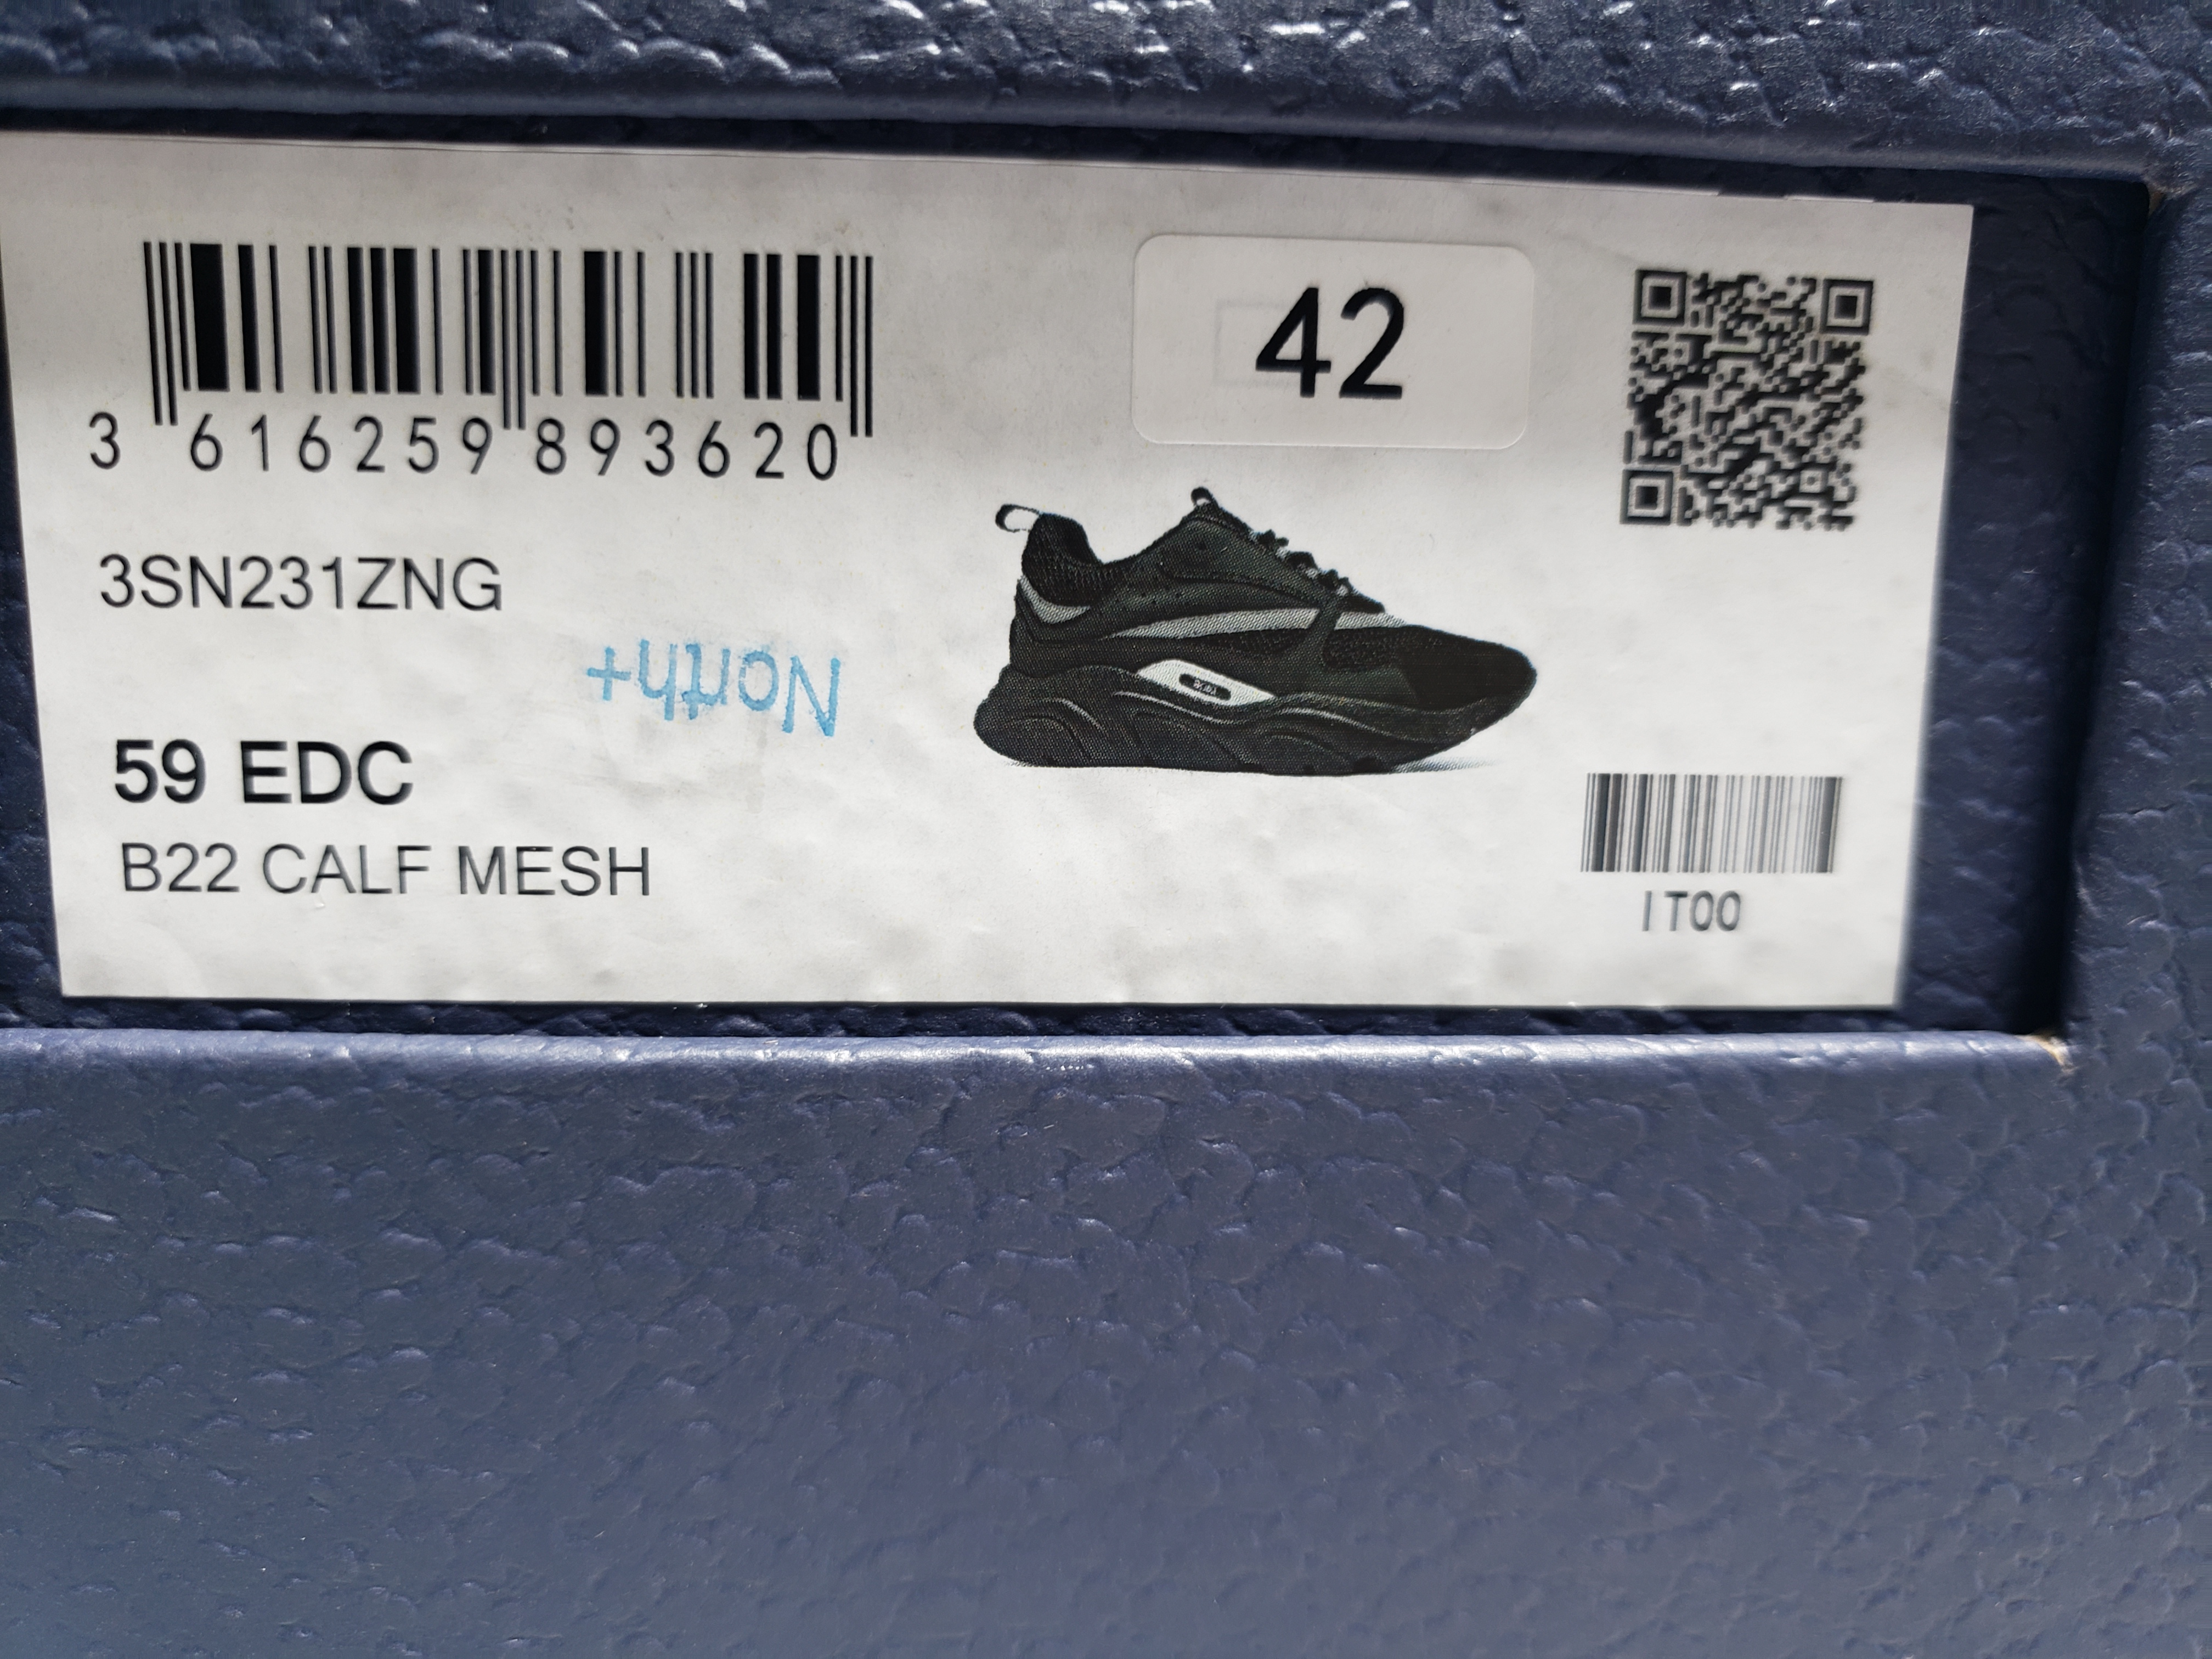 3 616259 893620
42
3SN231ZNG
North+
59 EDC
B22 CALF MESH
IT00